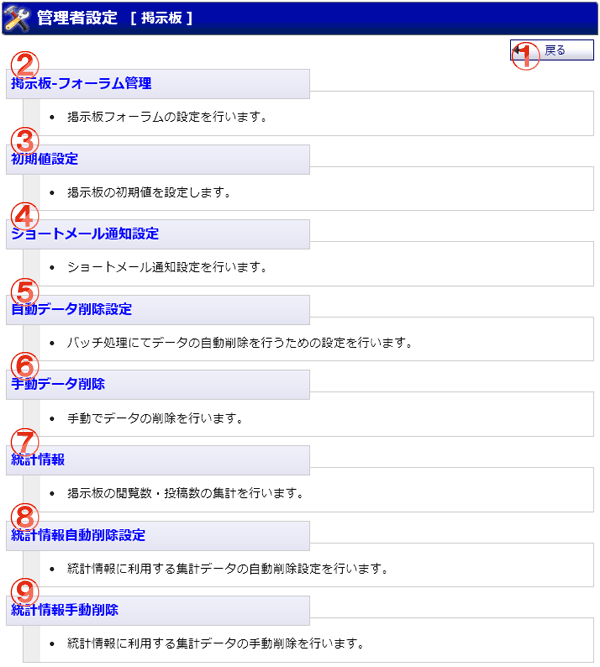 管理者設定 [ 掲示板 ]
① 戻る
②
掲示板-フォーラム管理
• 掲示板フォーラムの設定を行います。
③
初期値設定
• 掲示板の初期値を設定します。
④
ショートメール通知設定
• ショートメール通知設定を行います。
⑤
自動データ削除設定
• バッチ処理にてデータの自動削除を行うための設定を行います。
⑥
手動データ削除
• 手動でデータの削除を行います。
⑦
統計情報
• 掲示板の閲覧数・投稿数の集計を行います。
⑧
統計情報自動削除設定
• 統計情報に利用する集計データの自動削除設定を行います。
⑨
統計情報手動削除
• 統計情報に利用する集計データの手動削除を行います。